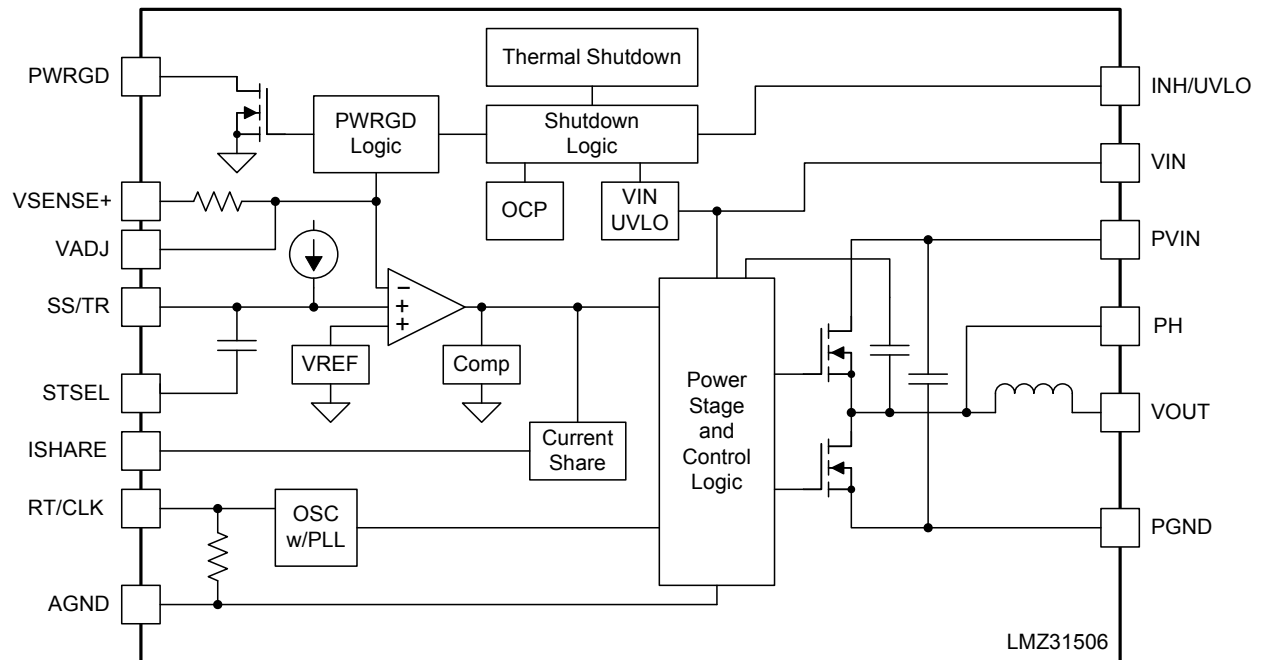 PWRGD
VSENSE+
VADJ
SS/TR
STSEL
ISHARE
RT/CLK
AGND
Thermal Shutdown
PWRGD
Logic
Shutdown
Logic
OCP
VIN
UVLO
−
+
+
VREF
Comp
Current
Share
OSC
w/PLL
Power
Stage
and
Control
Logic
INH/UVLO
VIN
PVIN
PH
VOUT
PGND
LMZ31506